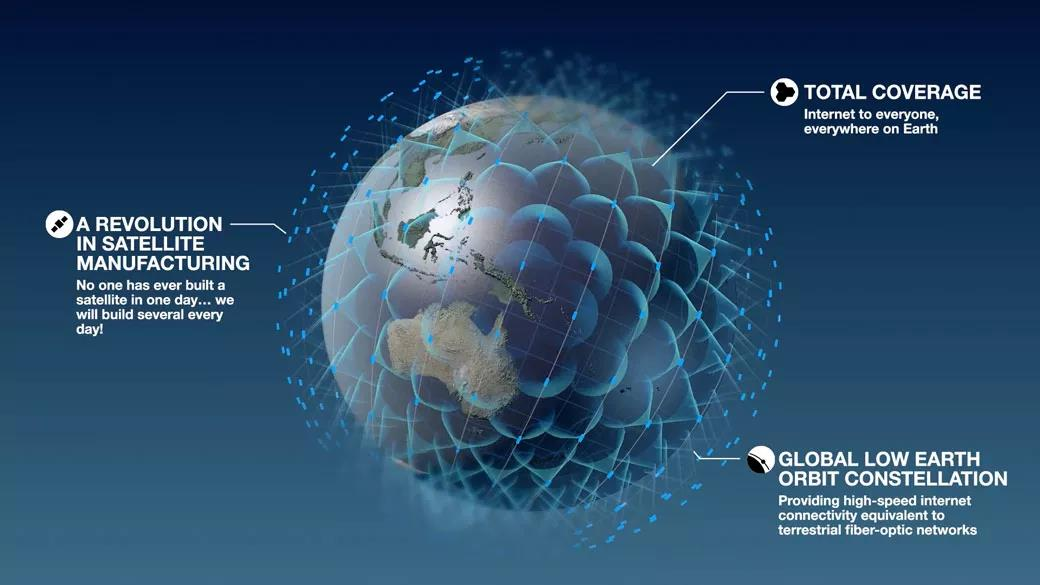 TOTAL COVERAGE
Internet to everyone,
everywhere on Earth
A REVOLUTION
IN SATELLITE
MANUFACTURING
No one has ever built a
satellite in one day... we
will build several every
day!
GLOBAL LOW EARTH
ORBIT CONSTELLATION
Providing high-speed internet
connectivity equivalent to
terrestrial fiber-optic networks